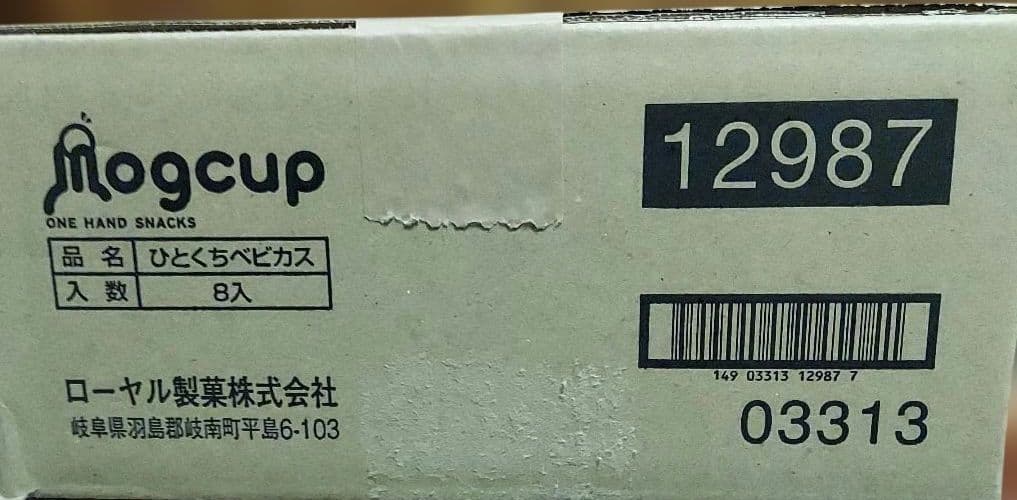 mogcup
ONE HAND SNACKS
品名 ひとくちベビカス
入数 8入
ローヤル製菓株式会社
岐阜県羽島郡岐南町平島6-103
12987
149 03313 12987 7
03313